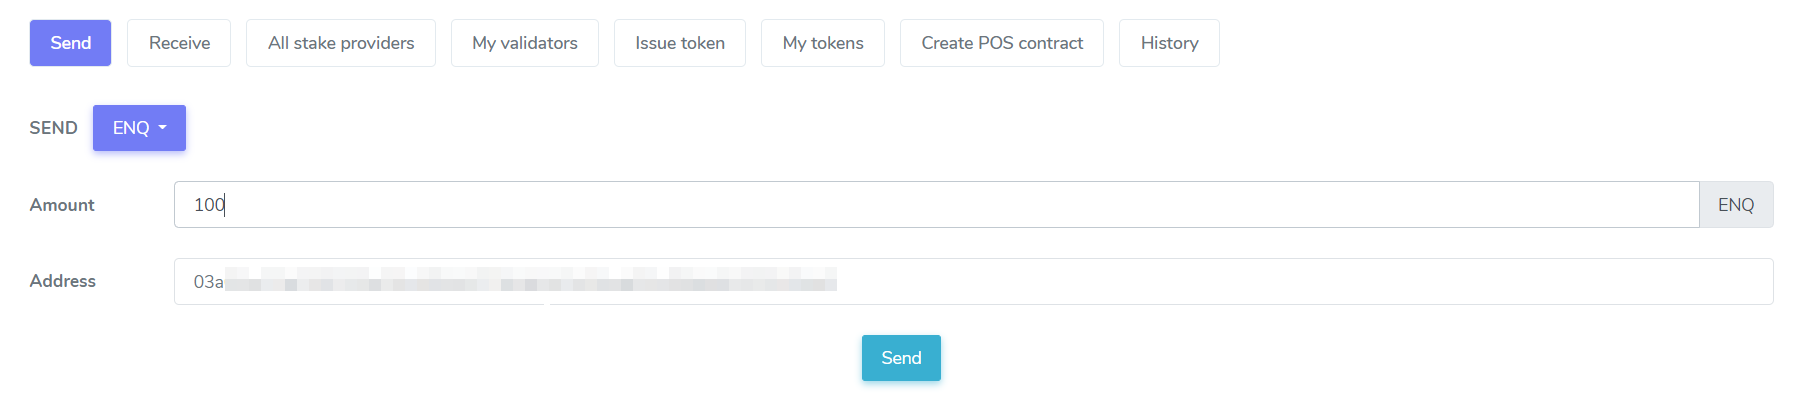 Send Receive All stake providers My validators Issue token My tokens Create POS contract History
SEND ENQ
Amount 100 ENQ
Address 03a
Send